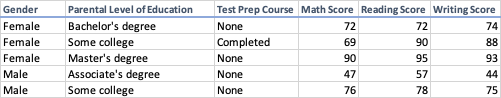 Gender Parental Level of Education Test Prep Course Math Score Reading Score Writing Score
Female Bachelor's degree None 72 72 74
Female Some college Completed 69 90 88
Female Master's degree None 90 95 93
Male Associate's degree None 47 57 44
Male Some college None 76 78 75